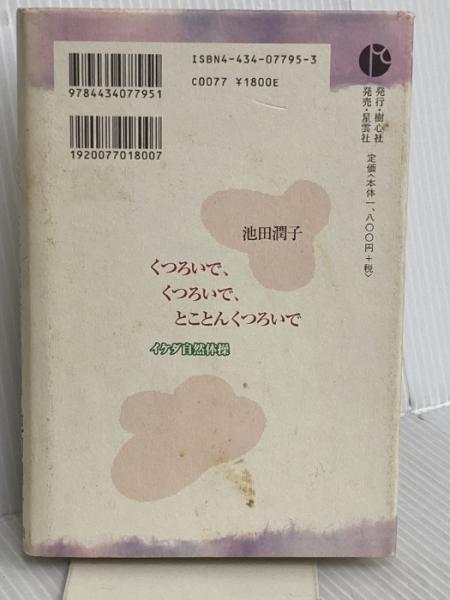 ISBN4-434-07795-3
C0077 ¥1800E
9784434077951
1920077018007
発行・樹心社
発売・星雲社
定価〈本体一、八〇〇円+税〉
池田潤子
くつろいで、
くつろいで、
とことんくつろいで
イケダ自然体操